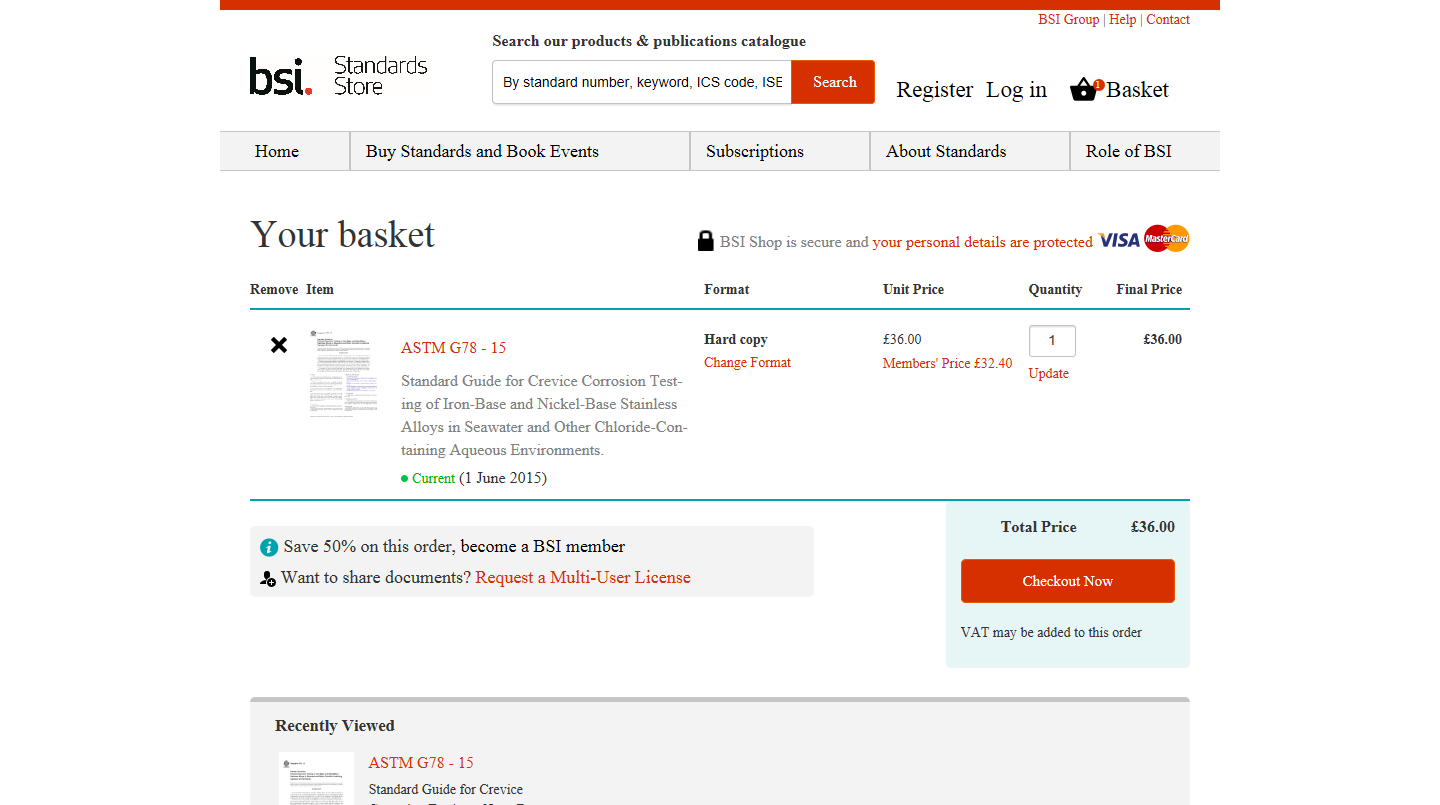 BSI Group | Help | Contact
Search our products & publications catalogue
bsi. Standards Store
By standard number, keyword, ICS code, ISE
Search
Register Log in 1 Basket
Home Buy Standards and Book Events Subscriptions About Standards Role of BSI
Your basket
BSI Shop is secure and your personal details are protected VISA MasterCard
Remove Item Format Unit Price Quantity Final Price
ASTM G78 - 15
Standard Guide for Crevice Corrosion Test-
ing of Iron-Base and Nickel-Base Stainless
Alloys in Seawater and Other Chloride-Con-
taining Aqueous Environments.
Current (1 June 2015)
Hard copy
Change Format
£36.00
Members' Price £32.40
1
Update
£36.00
Total Price £36.00
Checkout Now
VAT may be added to this order
Save 50% on this order, become a BSI member
Want to share documents? Request a Multi-User License
Recently Viewed
ASTM G78 - 15
Standard Guide for Crevice